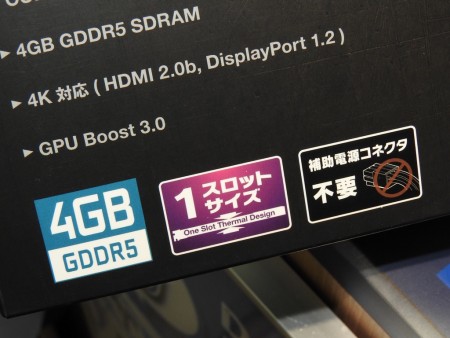 ▶ 4GB GDDR5 SDRAM
▶ 4K 対応 ( HDMI 2.0b, DisplayPort 1.2 )
▶ GPU Boost 3.0
4GB
GDDR5
1スロット
サイズ
One Slot Thermal Design
補助電源コネクタ
不要